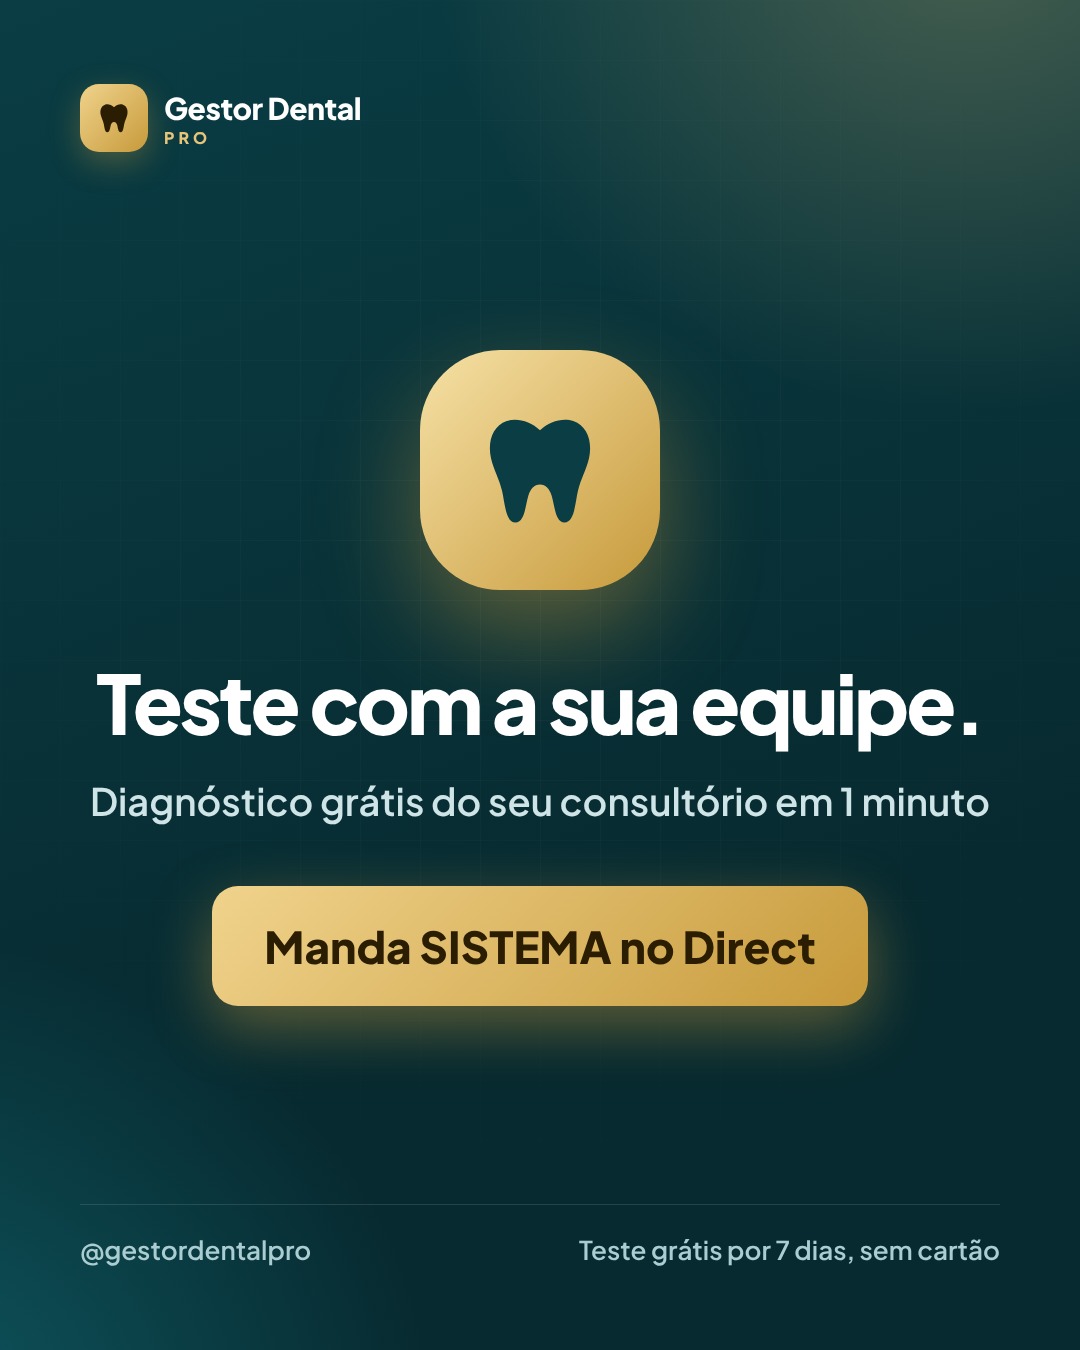 Gestor Dental
PRO
Teste com a sua equipe.
Diagnóstico grátis do seu consultório em 1 minuto
Manda SISTEMA no Direct
@gestordentalpro
Teste grátis por 7 dias, sem cartão